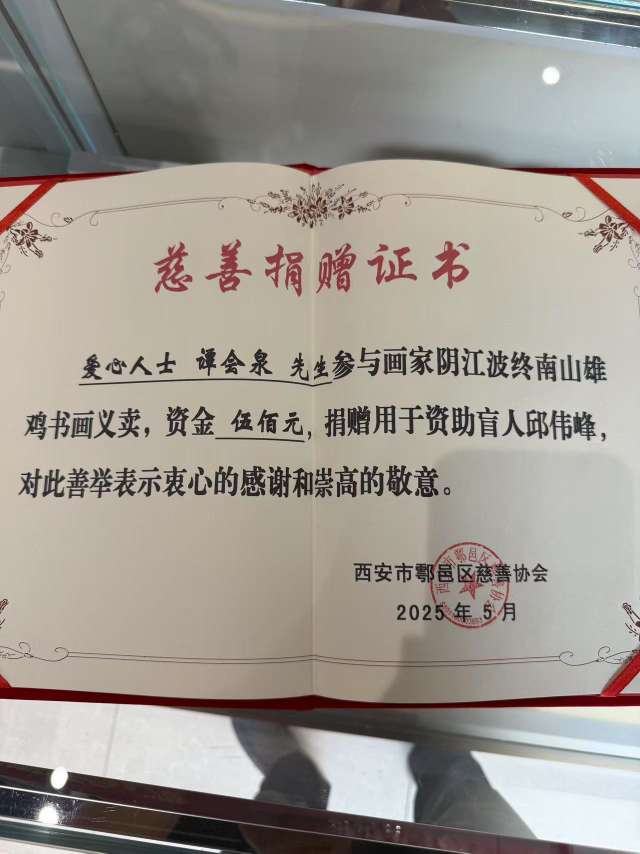 慈善捐赠证书
爱心人士 谭会泉 先生参与画家阴江波终南山雄
鸡书画义卖，资金 伍佰元，捐赠用于资助盲人邱伟峰，
对此善举表示衷心的感谢和崇高的敬意。
西安市鄠邑区慈善协会
2025年5月